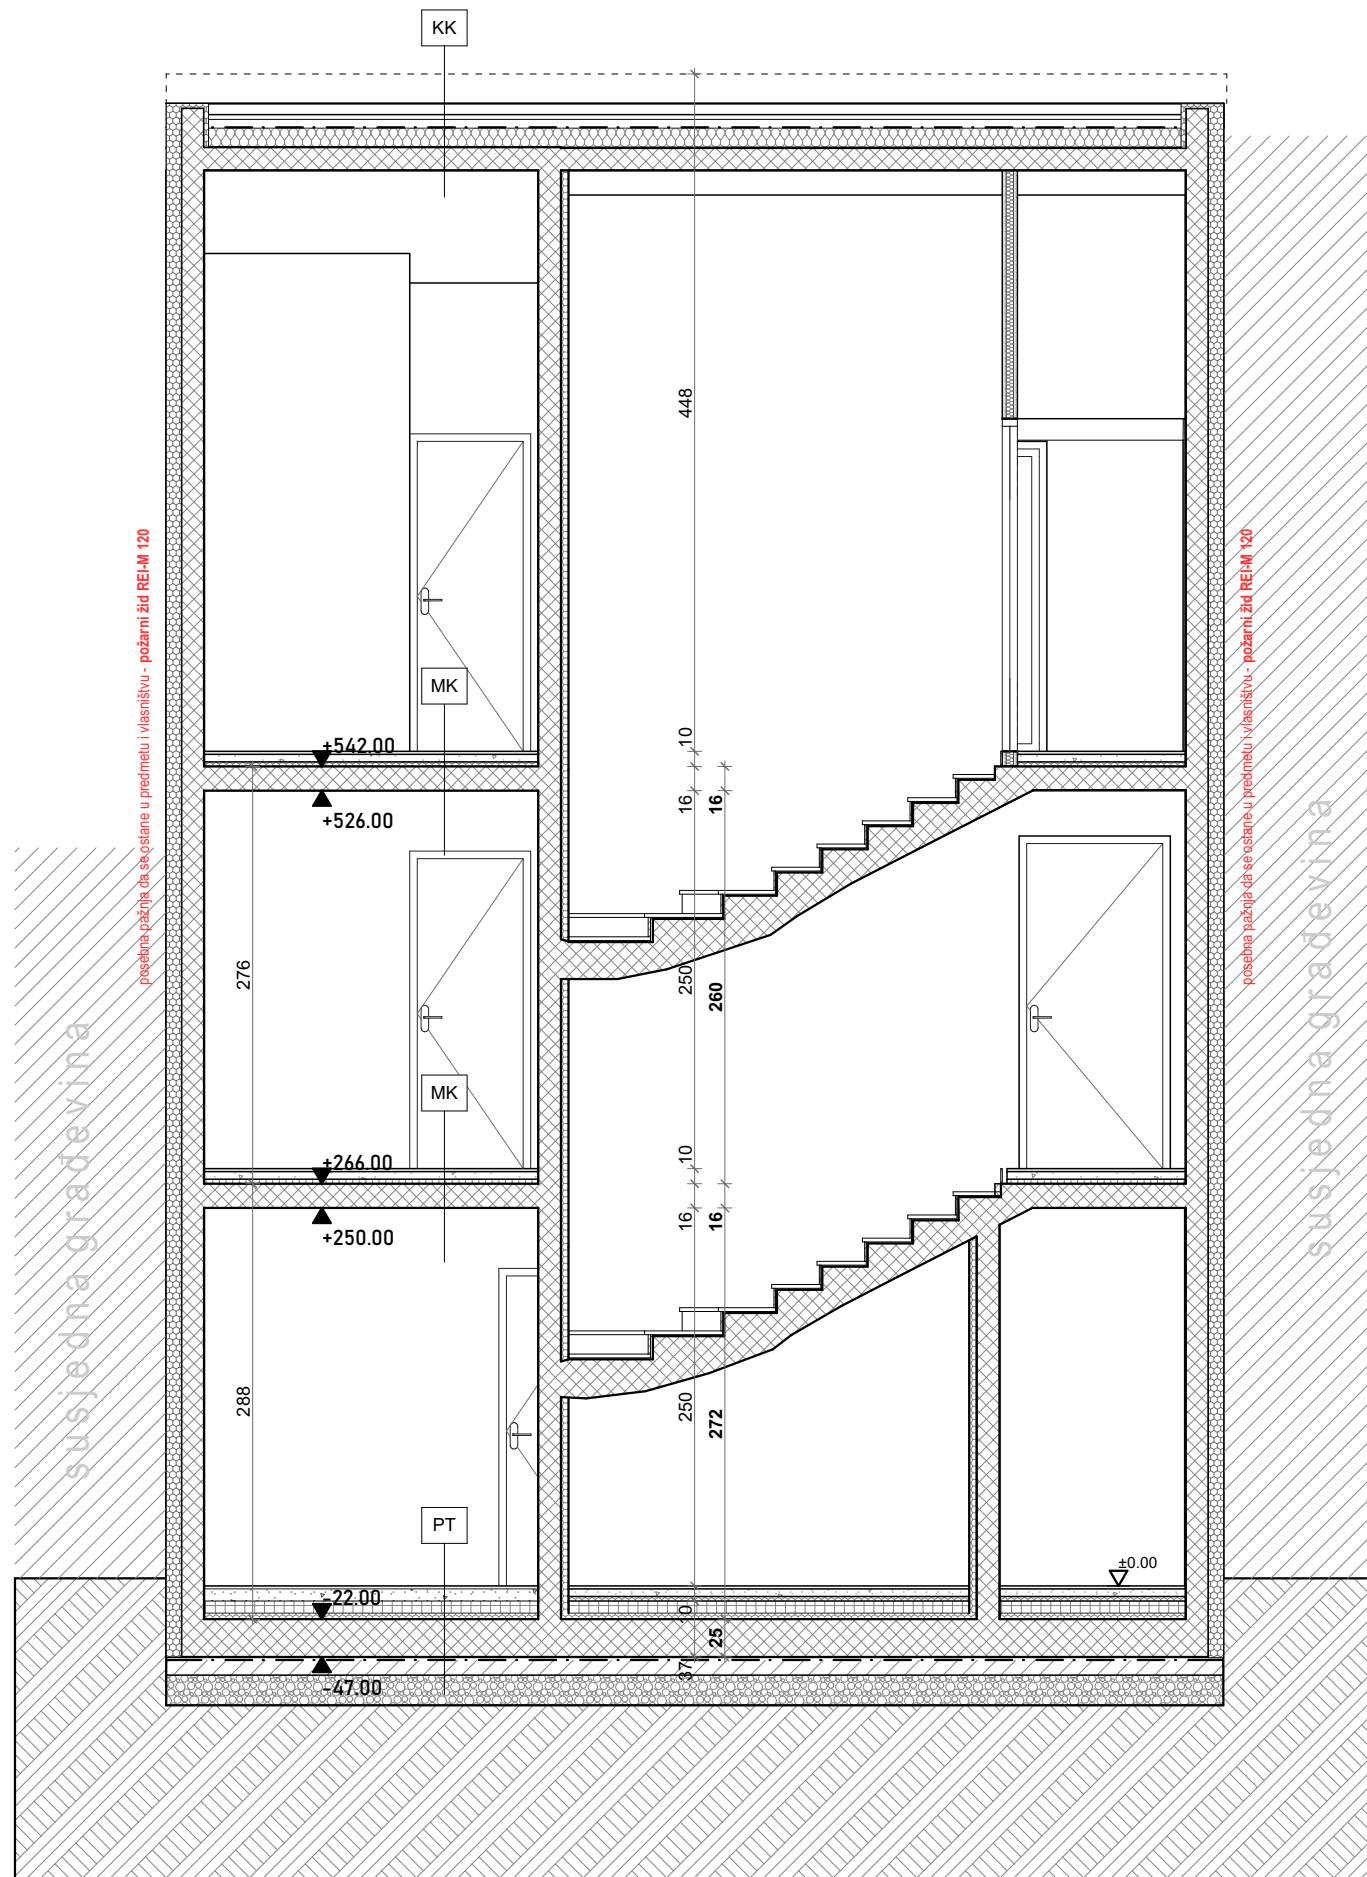 KK
448
posebna pažnja da se ostane u predmetu i vlasništvu - požarni žid REI-M 120
posebna pažnja da se ostane u predmetu i vlasništvu - požarni žid REI-M 120
MK
+542.00
10
16
16
+526.00
susjedna građevina
276
250
260
MK
+266.00
10
16
16
+250.00
susjedna građevina
288
250
272
PT
±0.00
-22.00
10
25
37
-47.00